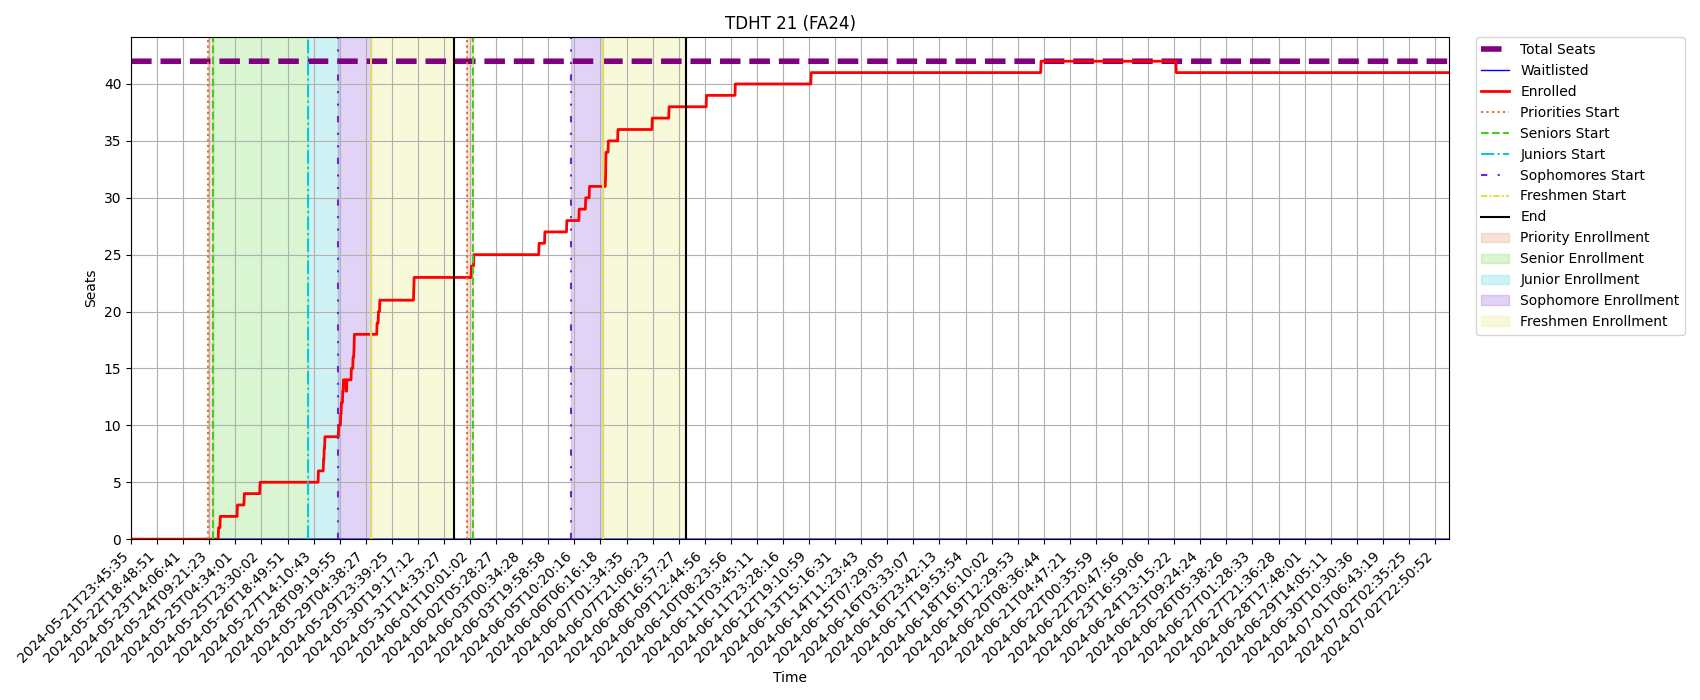 TDHT 21 (FA24)
Seats
40
35
30
25
20
15
10
5
0
2024-05-21T23:45:35
2024-05-22T18:48:51
2024-05-23T14:06:41
2024-05-24T09:21:23
2024-05-25T04:34:01
2024-05-25T23:30:02
2024-05-26T18:49:51
2024-05-27T14:10:43
2024-05-28T09:19:55
2024-05-29T04:38:27
2024-05-29T23:39:25
2024-05-30T19:17:12
2024-05-31T14:33:27
2024-06-01T10:01:02
2024-06-02T05:28:27
2024-06-03T00:34:28
2024-06-03T19:58:58
2024-06-05T10:20:16
2024-06-06T06:16:18
2024-06-07T01:34:35
2024-06-07T21:06:23
2024-06-08T16:57:27
2024-06-09T12:44:56
2024-06-10T08:23:56
2024-06-11T03:45:11
2024-06-11T23:28:16
2024-06-12T19:10:59
2024-06-13T15:16:31
2024-06-14T11:23:43
2024-06-15T07:29:05
2024-06-16T03:33:07
2024-06-16T23:42:13
2024-06-17T19:53:54
2024-06-18T16:10:02
2024-06-19T12:29:53
2024-06-20T08:36:44
2024-06-21T04:47:21
2024-06-22T00:35:59
2024-06-22T20:47:56
2024-06-23T16:59:06
2024-06-24T13:15:22
2024-06-25T09:24:24
2024-06-26T05:38:26
2024-06-27T01:28:33
2024-06-27T21:36:28
2024-06-28T17:48:01
2024-06-29T14:05:11
2024-06-30T10:30:36
2024-07-01T06:43:19
2024-07-02T02:35:25
2024-07-02T22:50:52
Time
Total Seats
Waitlisted
Enrolled
Priorities Start
Seniors Start
Juniors Start
Sophomores Start
Freshmen Start
End
Priority Enrollment
Senior Enrollment
Junior Enrollment
Sophomore Enrollment
Freshmen Enrollment